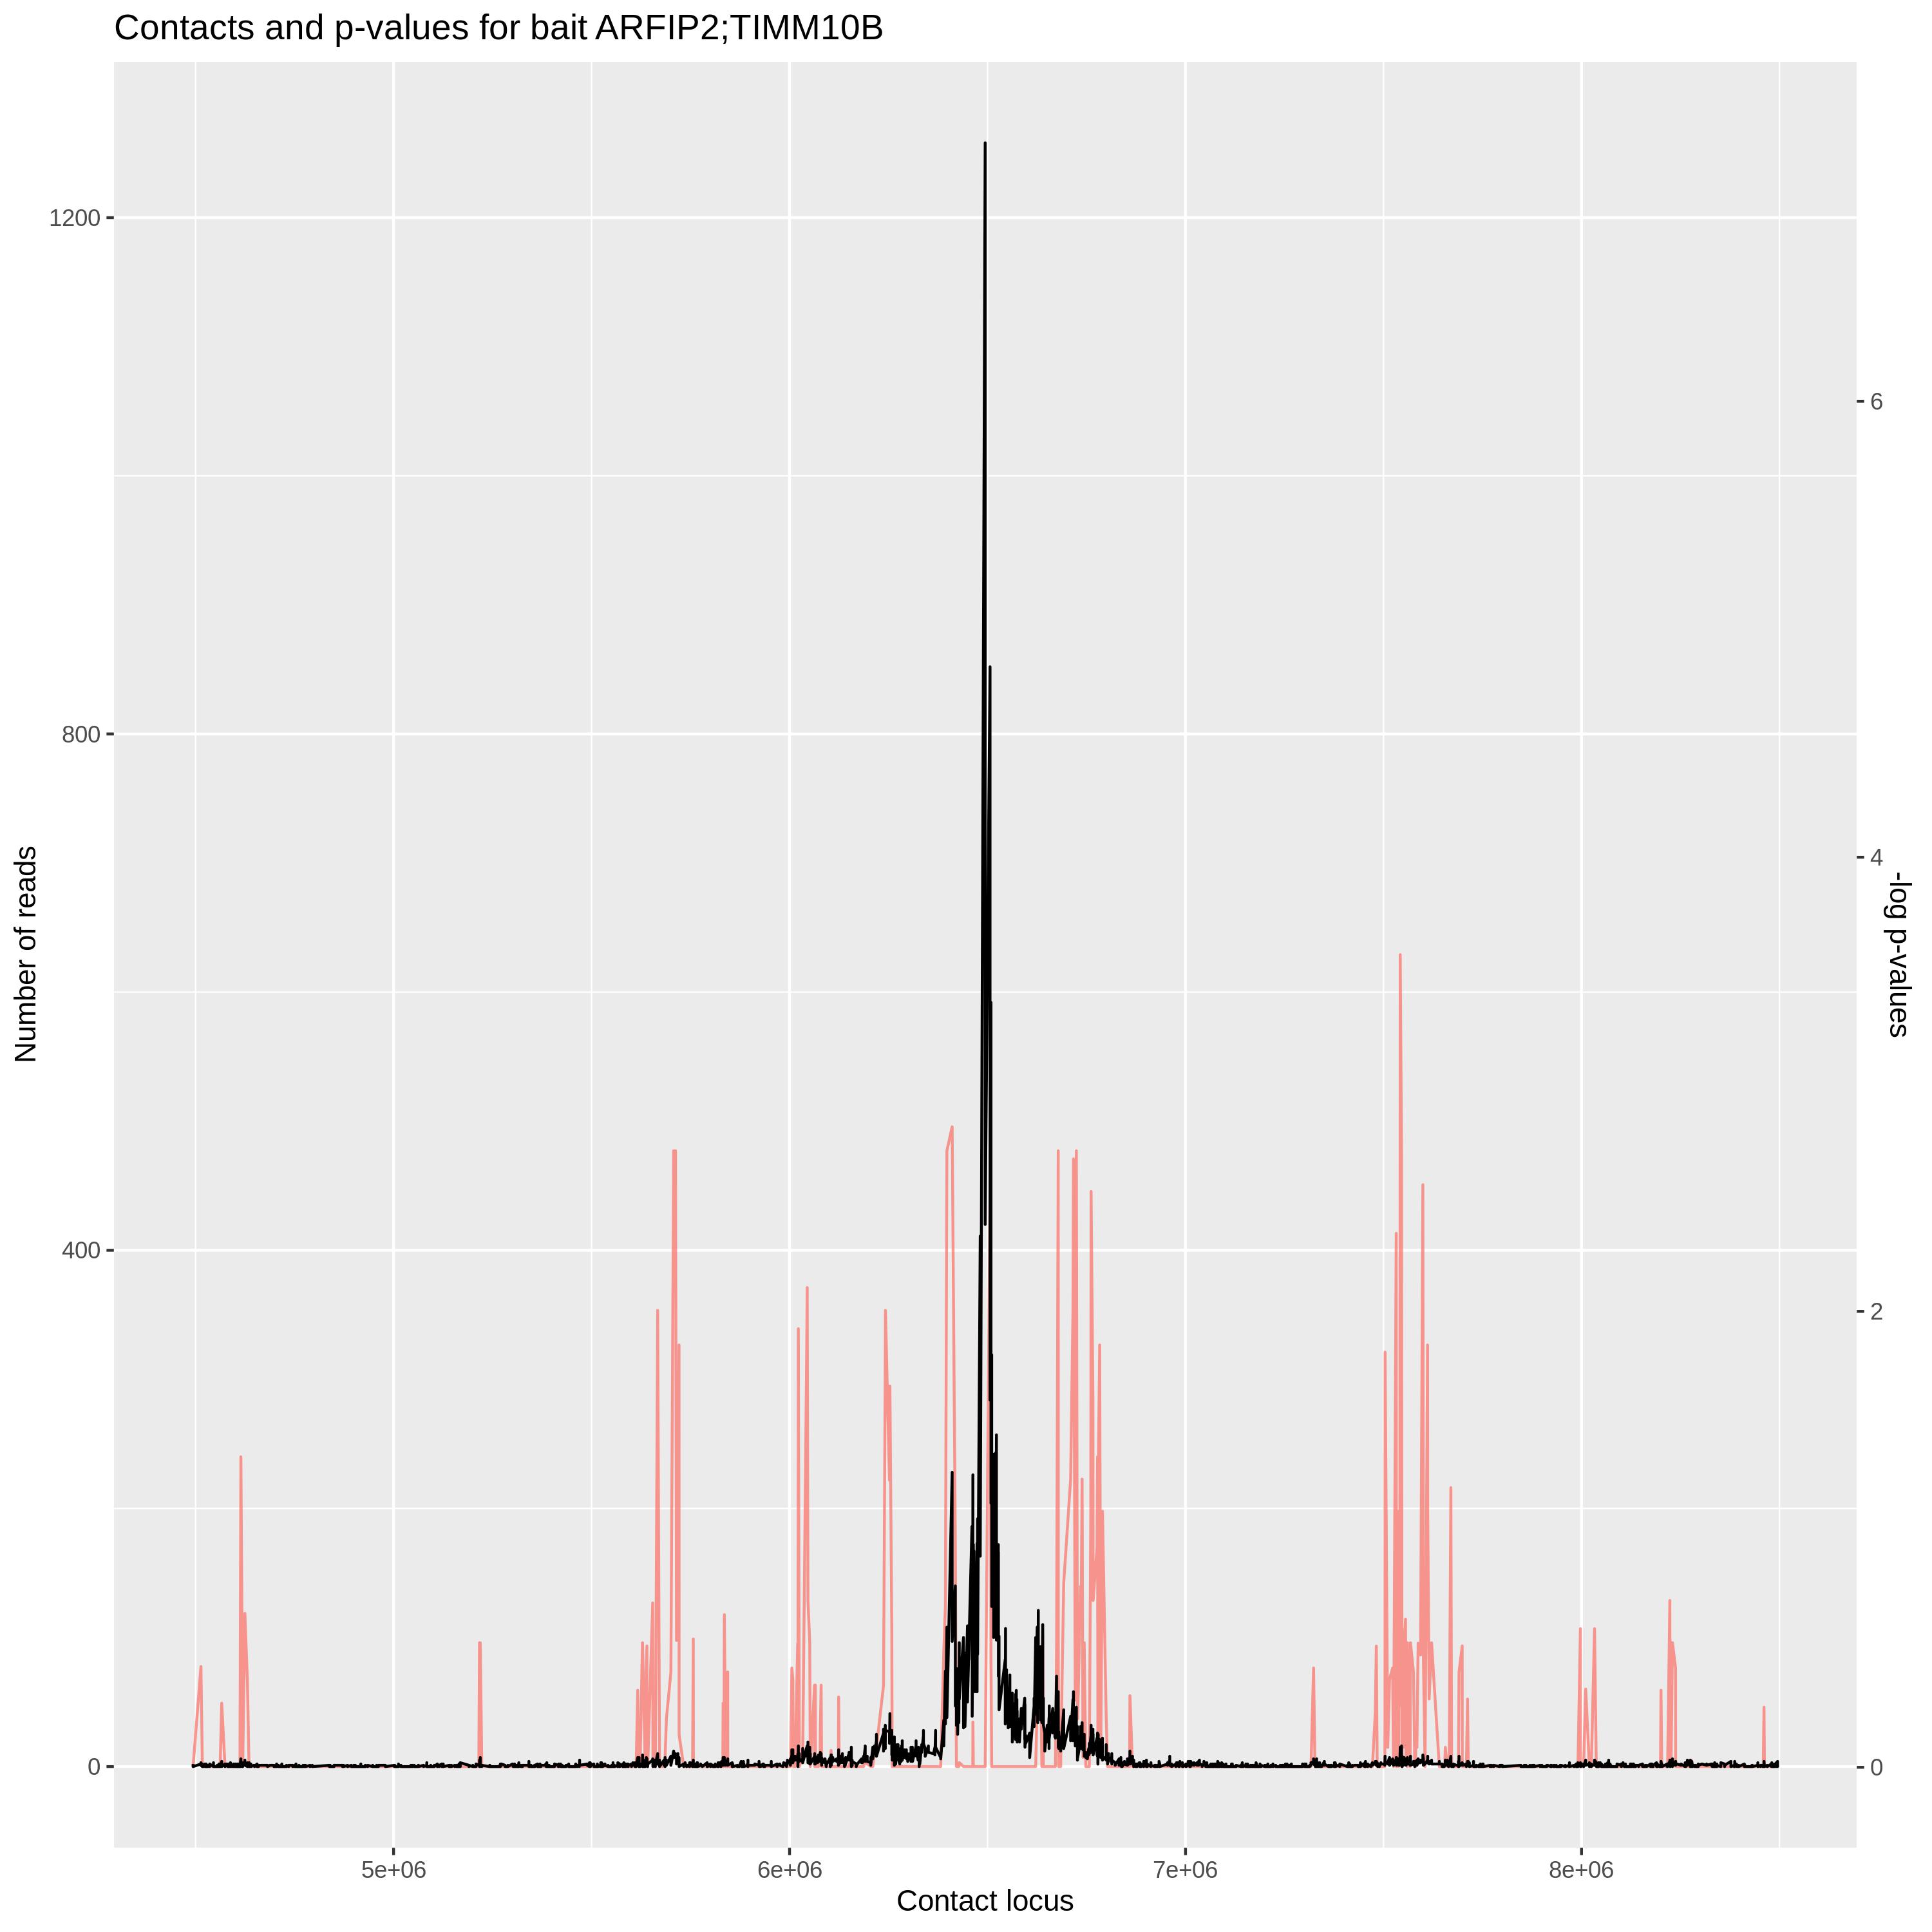 Contacts and p-values for bait ARFIP2;TIMM10B
1200
800
400
0
6
4
2
0
Number of reads
-log p-values
5e+06
6e+06
7e+06
8e+06
Contact locus